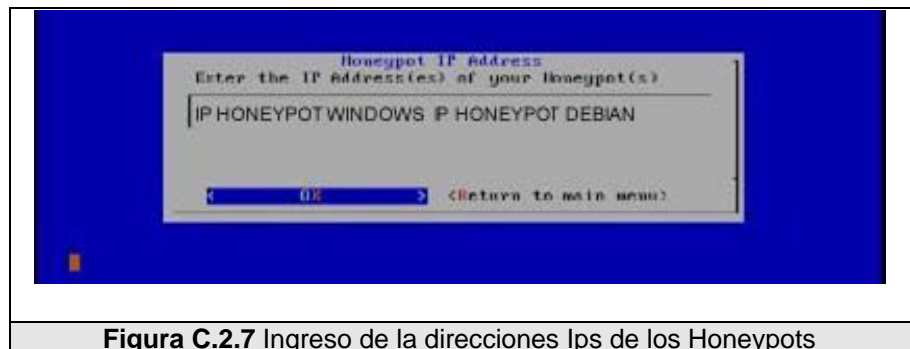 Honeypot IP Address
Enter the IP Address(es) of your Honeypot(s)
IP HONEYPOT WINDOWS IP HONEYPOT DEBIAN
< OK > <Return to main menu>
Figura C.2.7 Ingreso de la direcciones Ips de los Honeypots